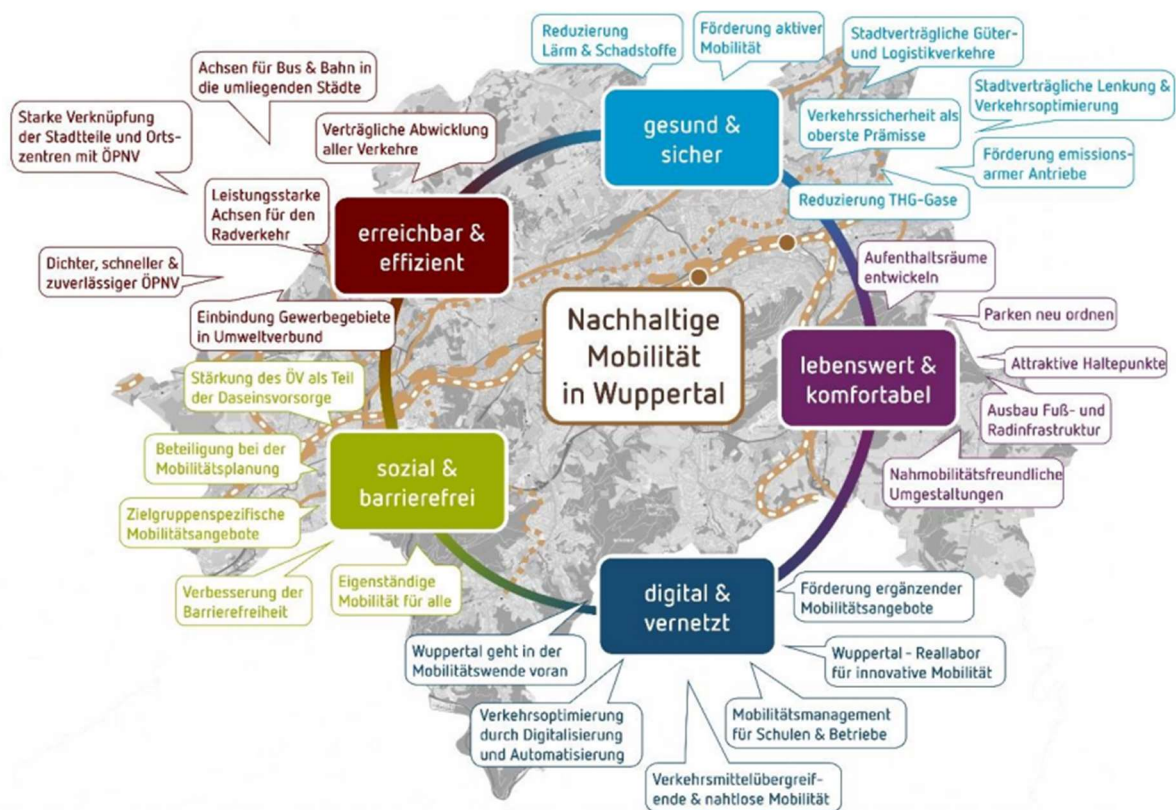 Reduzierung
Lärm & Schadstoffe
Förderung aktiver
Mobilität
Stadtverträgliche Güter-
und Logistikverkehre
Achsen für Bus & Bahn in
die umliegenden Städte
Stadtverträgliche Lenkung &
Verkehrsoptimierung
Starke Verknüpfung
der Stadtteile und Orts-
zentren mit ÖPNV
Verträgliche Abwicklung
aller Verkehre
gesund &
sicher
Verkehrssicherheit als
oberste Prämisse
Förderung emissions-
armer Antriebe
Leistungsstarke
Achsen für den
Radverkehr
erreichbar &
effizient
Reduzierung THG-Gase
Dichter, schneller &
zuverlässiger ÖPNV
Aufenthaltsräume
entwickeln
Einbindung Gewerbegebiete
in Umweltverbund
Nachhaltige
Mobilität
in Wuppertal
Parken neu ordnen
lebenswert &
komfortabel
Attraktive Haltepunkte
Stärkung des ÖV als Teil
der Daseinsvorsorge
Ausbau Fuß- und
Radinfrastruktur
Beteiligung bei der
Mobilitätsplanung
sozial &
barrierefrei
Nahmobilitätsfreundliche
Umgestaltungen
Zielgruppenspezifische
Mobilitätsangebote
Verbesserung der
Barrierefreiheit
Eigenständige
Mobilität für alle
digital &
vernetzt
Förderung ergänzender
Mobilitätsangebote
Wuppertal geht in der
Mobilitätswende voran
Wuppertal - Reallabor
für innovative Mobilität
Verkehrsoptimierung
durch Digitalisierung
und Automatisierung
Mobilitätsmanagement
für Schulen & Betriebe
Verkehrsmittelübergreif-
ende & nahtlose Mobilität